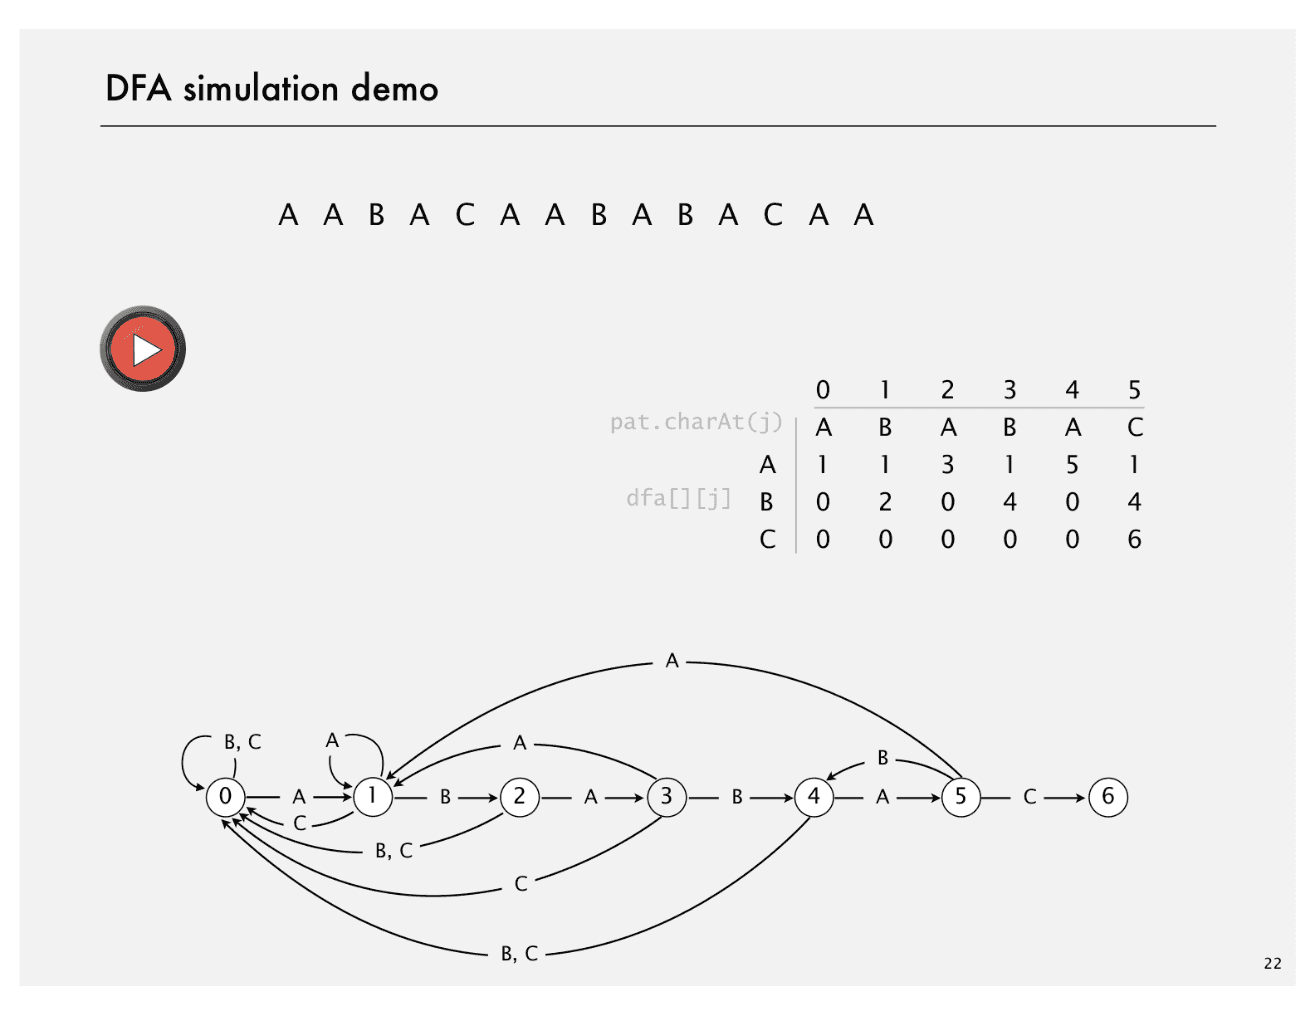 DFA simulation demo
A A B A C A A B A B A C A A
0 1 2 3 4 5
pat.charAt(j) A B A B A C
A 1 1 3 1 5 1
dfa[][j] B 0 2 0 4 0 4
C 0 0 0 0 0 6
A
B, C A A B
0 A 1 B 2 A 3 B 4 A 5 C 6
C
B, C
C
B, C
22